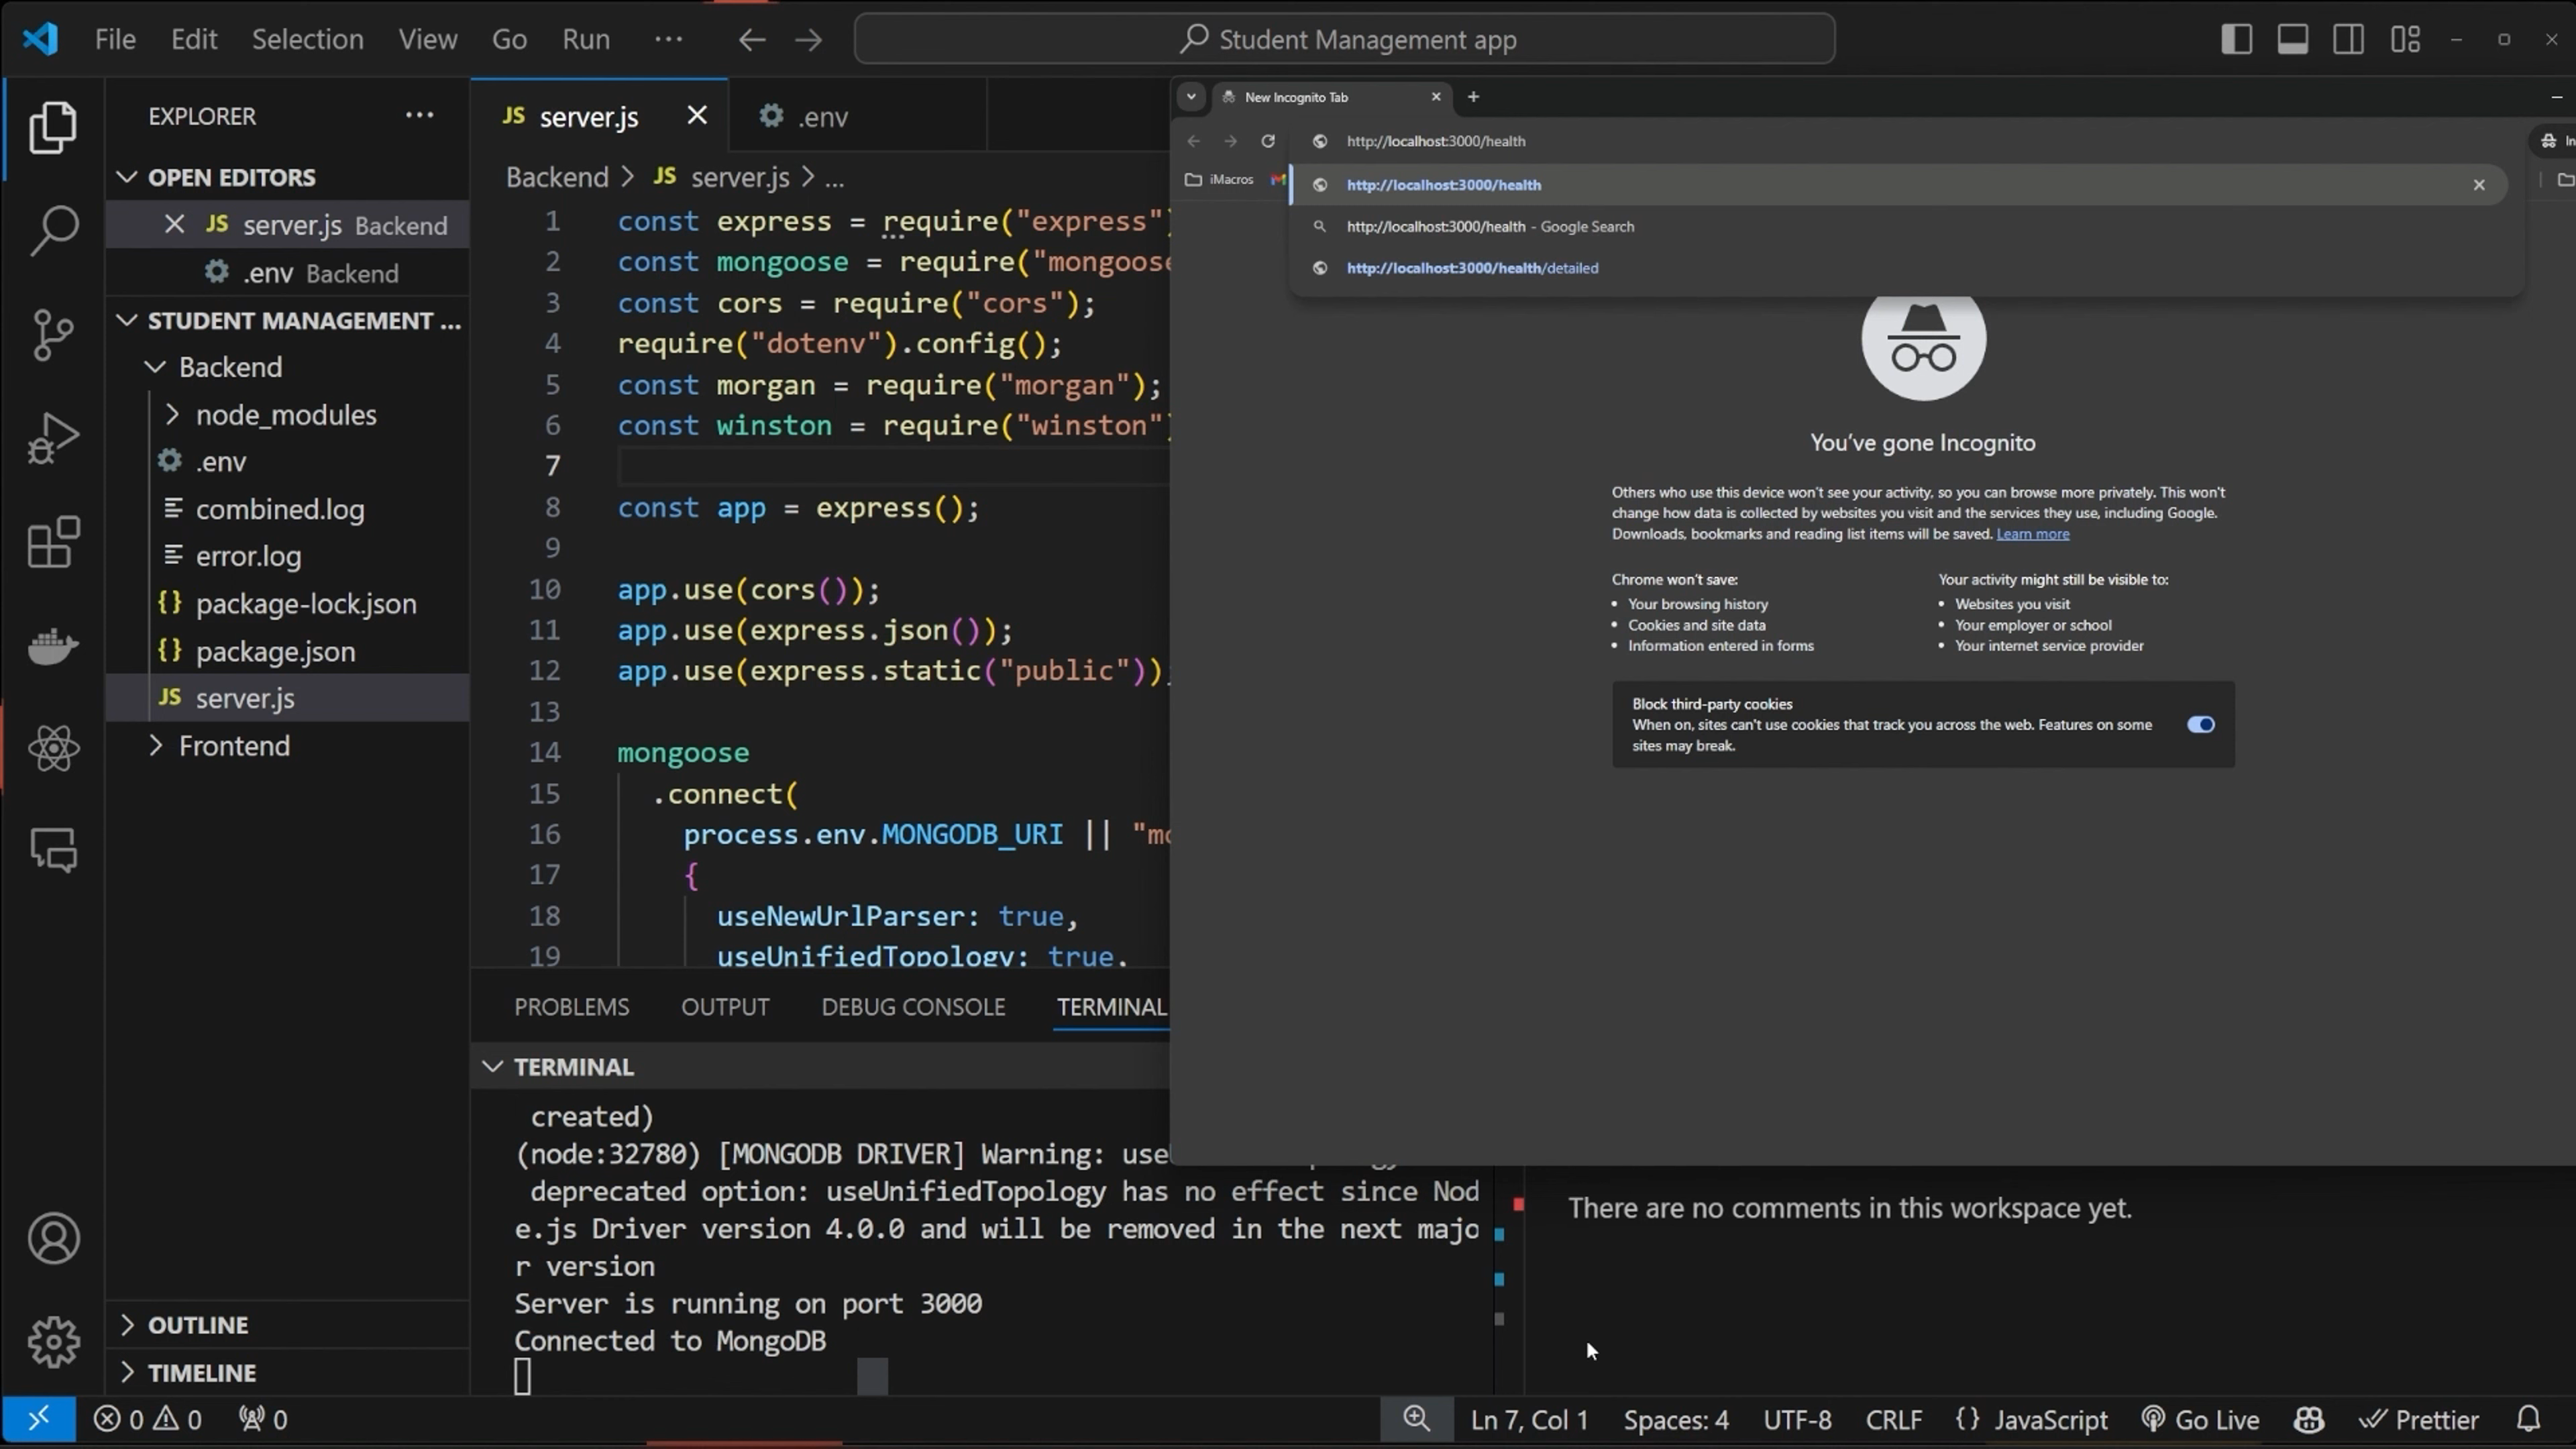 File Edit Selection View Go Run ···
Student Management app
EXPLORER ···
OPEN EDITORS
JS server.js Backend
.env Backend
STUDENT MANAGEMENT ...
Backend
node_modules
.env
combined.log
error.log
{} package-lock.json
{} package.json
JS server.js
Frontend
OUTLINE
TIMELINE
JS server.js
.env
Backend > JS server.js > ...
1 const express = require("express")
2 const mongoose = require("mongoose
3 const cors = require("cors");
4 require("dotenv").config();
5 const morgan = require("morgan");
6 const winston = require("winston")
7
8 const app = express();
9
10 app.use(cors());
11 app.use(express.json());
12 app.use(express.static("public"));
13
14 mongoose
15 .connect(
16 process.env.MONGODB_URI || "mo
17 {
18 useNewUrlParser: true,
19 useUnifiedTopology: true,
PROBLEMS OUTPUT DEBUG CONSOLE TERMINAL
TERMINAL
created)
(node:32780) [MONGODB DRIVER] Warning: use
deprecated option: useUnifiedTopology has no effect since Nod
e.js Driver version 4.0.0 and will be removed in the next majo
r version
Server is running on port 3000
Connected to MongoDB
New Incognito Tab
http://localhost:3000/health
iMacros
http://localhost:3000/health
http://localhost:3000/health - Google Search
http://localhost:3000/health/detailed
You've gone Incognito
Others who use this device won't see your activity, so you can browse more privately. This won't
change how data is collected by websites you visit and the services they use, including Google.
Downloads, bookmarks and reading list items will be saved. Learn more
Chrome won't save:
• Your browsing history
• Cookies and site data
• Information entered in forms
Your activity might still be visible to:
• Websites you visit
• Your employer or school
• Your internet service provider
Block third-party cookies
When on, sites can't use cookies that track you across the web. Features on some
sites may break.
There are no comments in this workspace yet.
0 0 0
Ln 7, Col 1 Spaces: 4 UTF-8 CRLF {} JavaScript Go Live Prettier